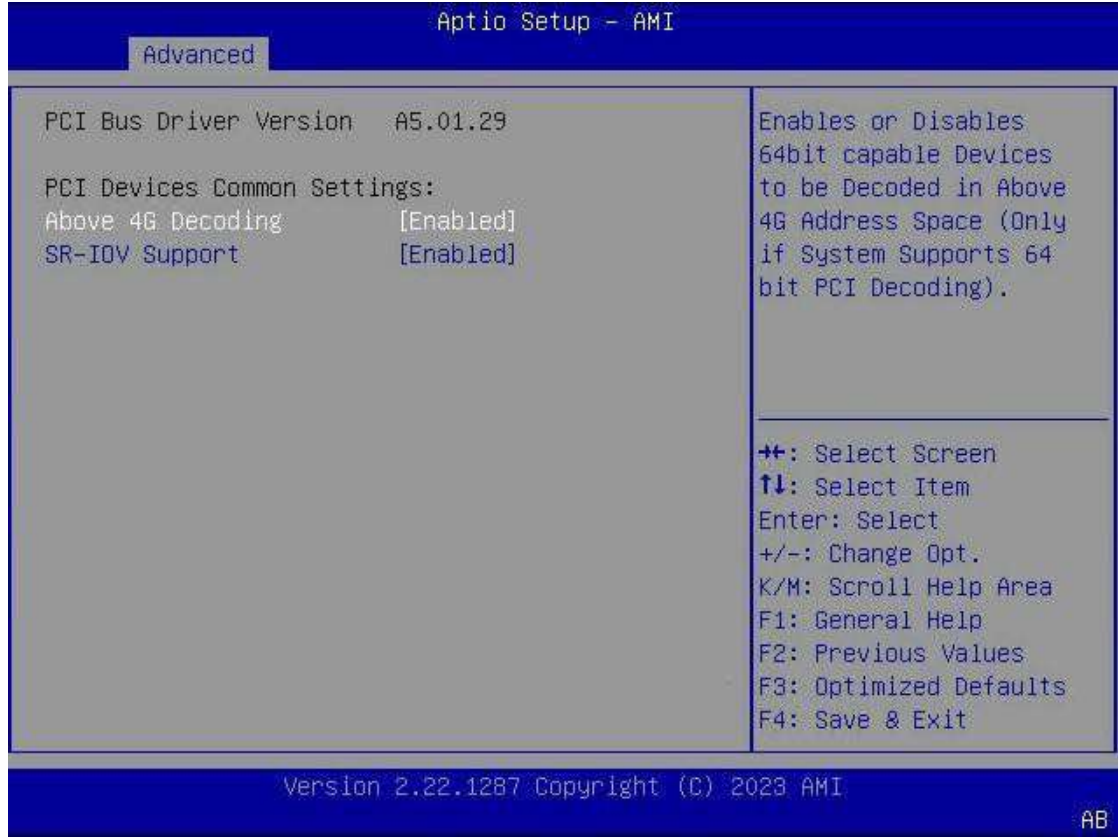 Aptio Setup – AMI
Advanced
PCI Bus Driver Version A5.01.29
PCI Devices Common Settings:
Above 4G Decoding [Enabled]
SR-IOV Support [Enabled]
Enables or Disables
64bit capable Devices
to be Decoded in Above
4G Address Space (Only
if System Supports 64
bit PCI Decoding).
→←: Select Screen
↑↓: Select Item
Enter: Select
+/-: Change Opt.
K/M: Scroll Help Area
F1: General Help
F2: Previous Values
F3: Optimized Defaults
F4: Save & Exit
Version 2.22.1287 Copyright (C) 2023 AMI
AB